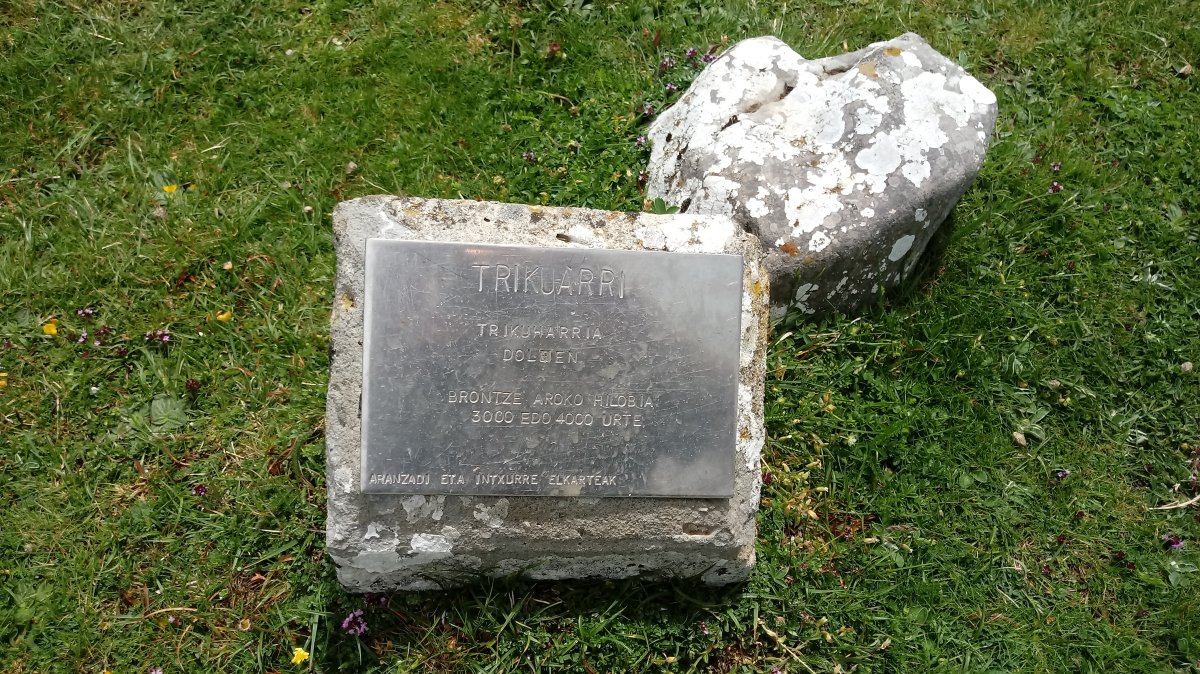 TRIKUARRI
TRIKUHARRIA
DOLMEN
BRONTZE AROKO HILOBIA
3000 EDO 4000 URTE
ARANZADI ETA INTXURRE ELKARTEAK